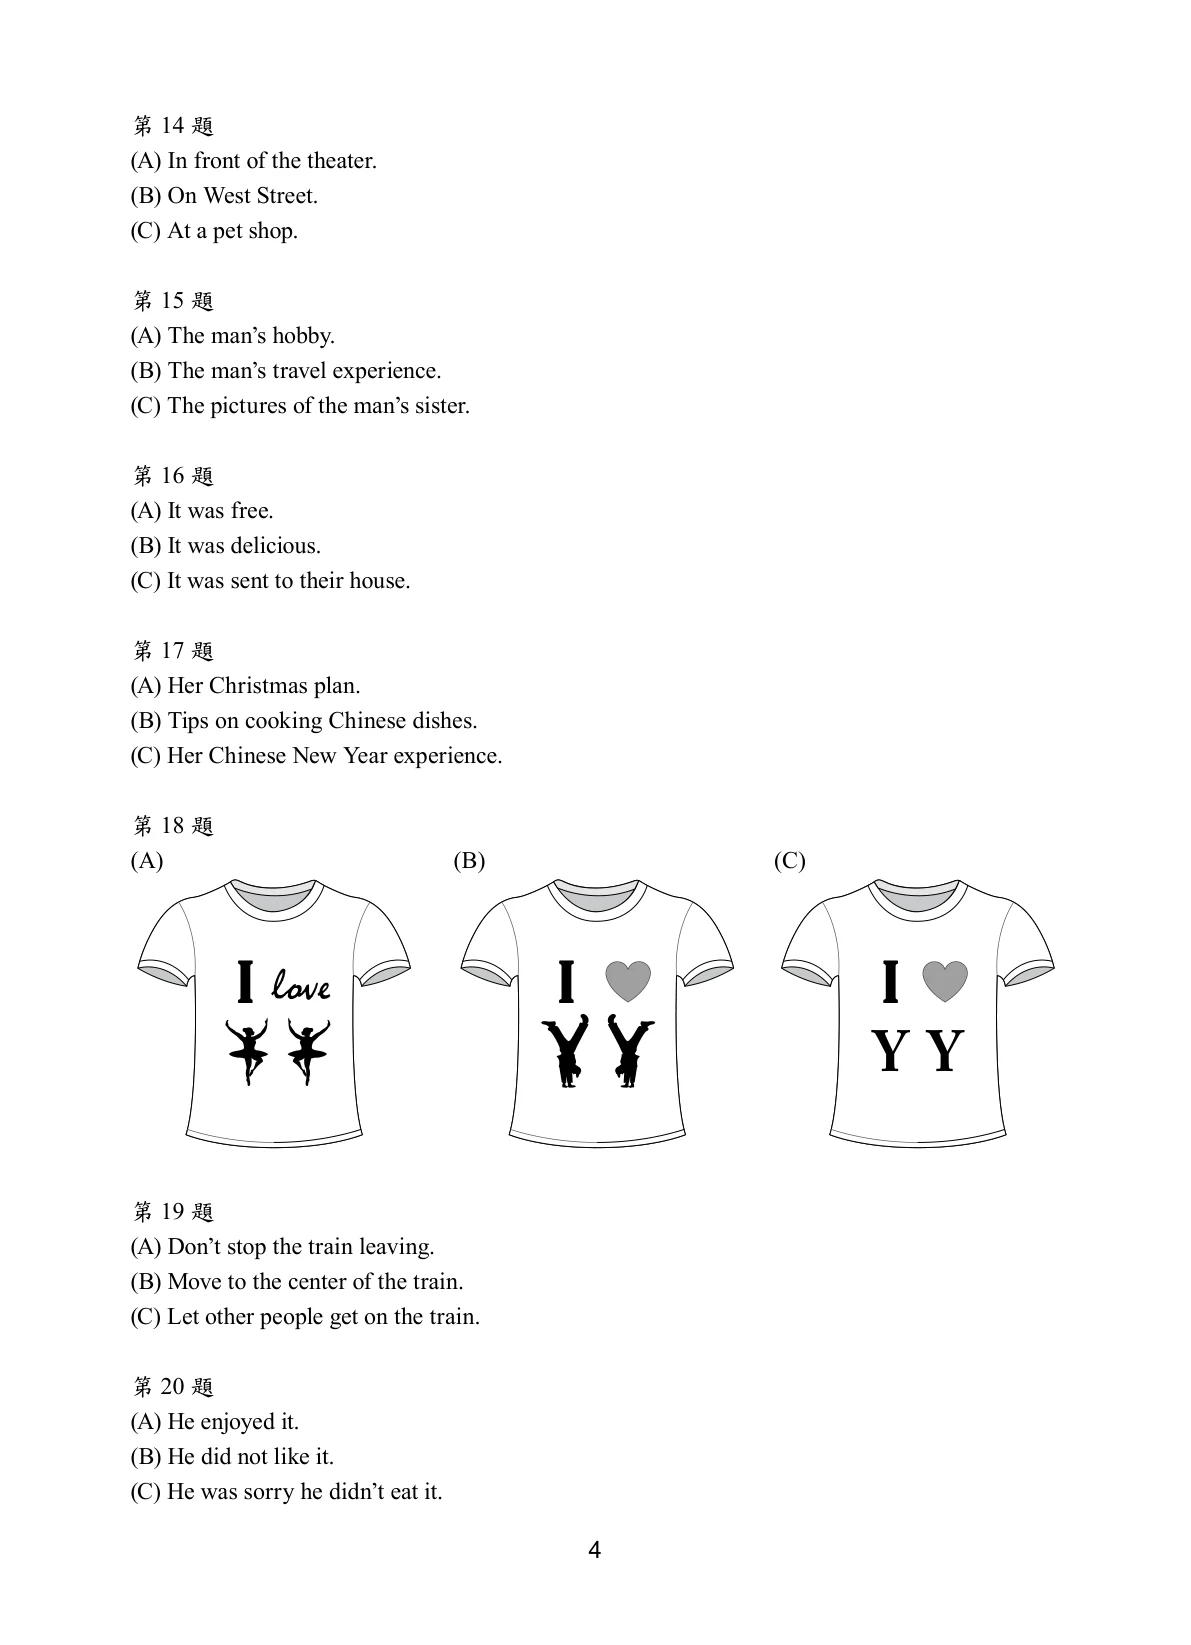 第 14 題
(A) In front of the theater.
(B) On West Street.
(C) At a pet shop.
第 15 題
(A) The man’s hobby.
(B) The man’s travel experience.
(C) The pictures of the man’s sister.
第 16 題
(A) It was free.
(B) It was delicious.
(C) It was sent to their house.
第 17 題
(A) Her Christmas plan.
(B) Tips on cooking Chinese dishes.
(C) Her Chinese New Year experience.
第 18 題
(A) (B) (C)
I love
I
I
Y Y
第 19 題
(A) Don’t stop the train leaving.
(B) Move to the center of the train.
(C) Let other people get on the train.
第 20 題
(A) He enjoyed it.
(B) He did not like it.
(C) He was sorry he didn’t eat it.
4